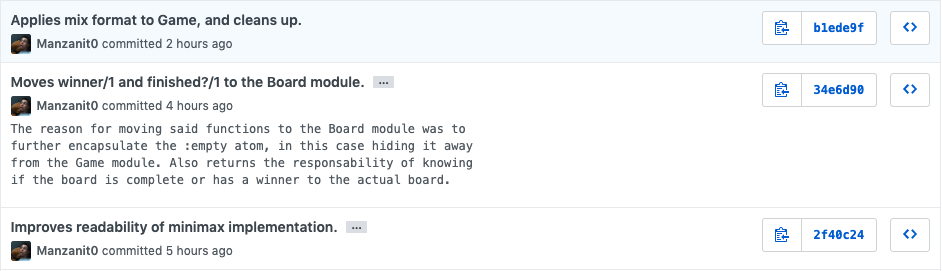 Applies mix format to Game, and cleans up.
Manzanit0 committed 2 hours ago
b1ede9f
Moves winner/1 and finished?/1 to the Board module. ...
Manzanit0 committed 4 hours ago
34e6d90
The reason for moving said functions to the Board module was to
further encapsulate the :empty atom, in this case hiding it away
from the Game module. Also returns the responsability of knowing
if the board is complete or has a winner to the actual board.
Improves readability of minimax implementation. ...
Manzanit0 committed 5 hours ago
2f40c24